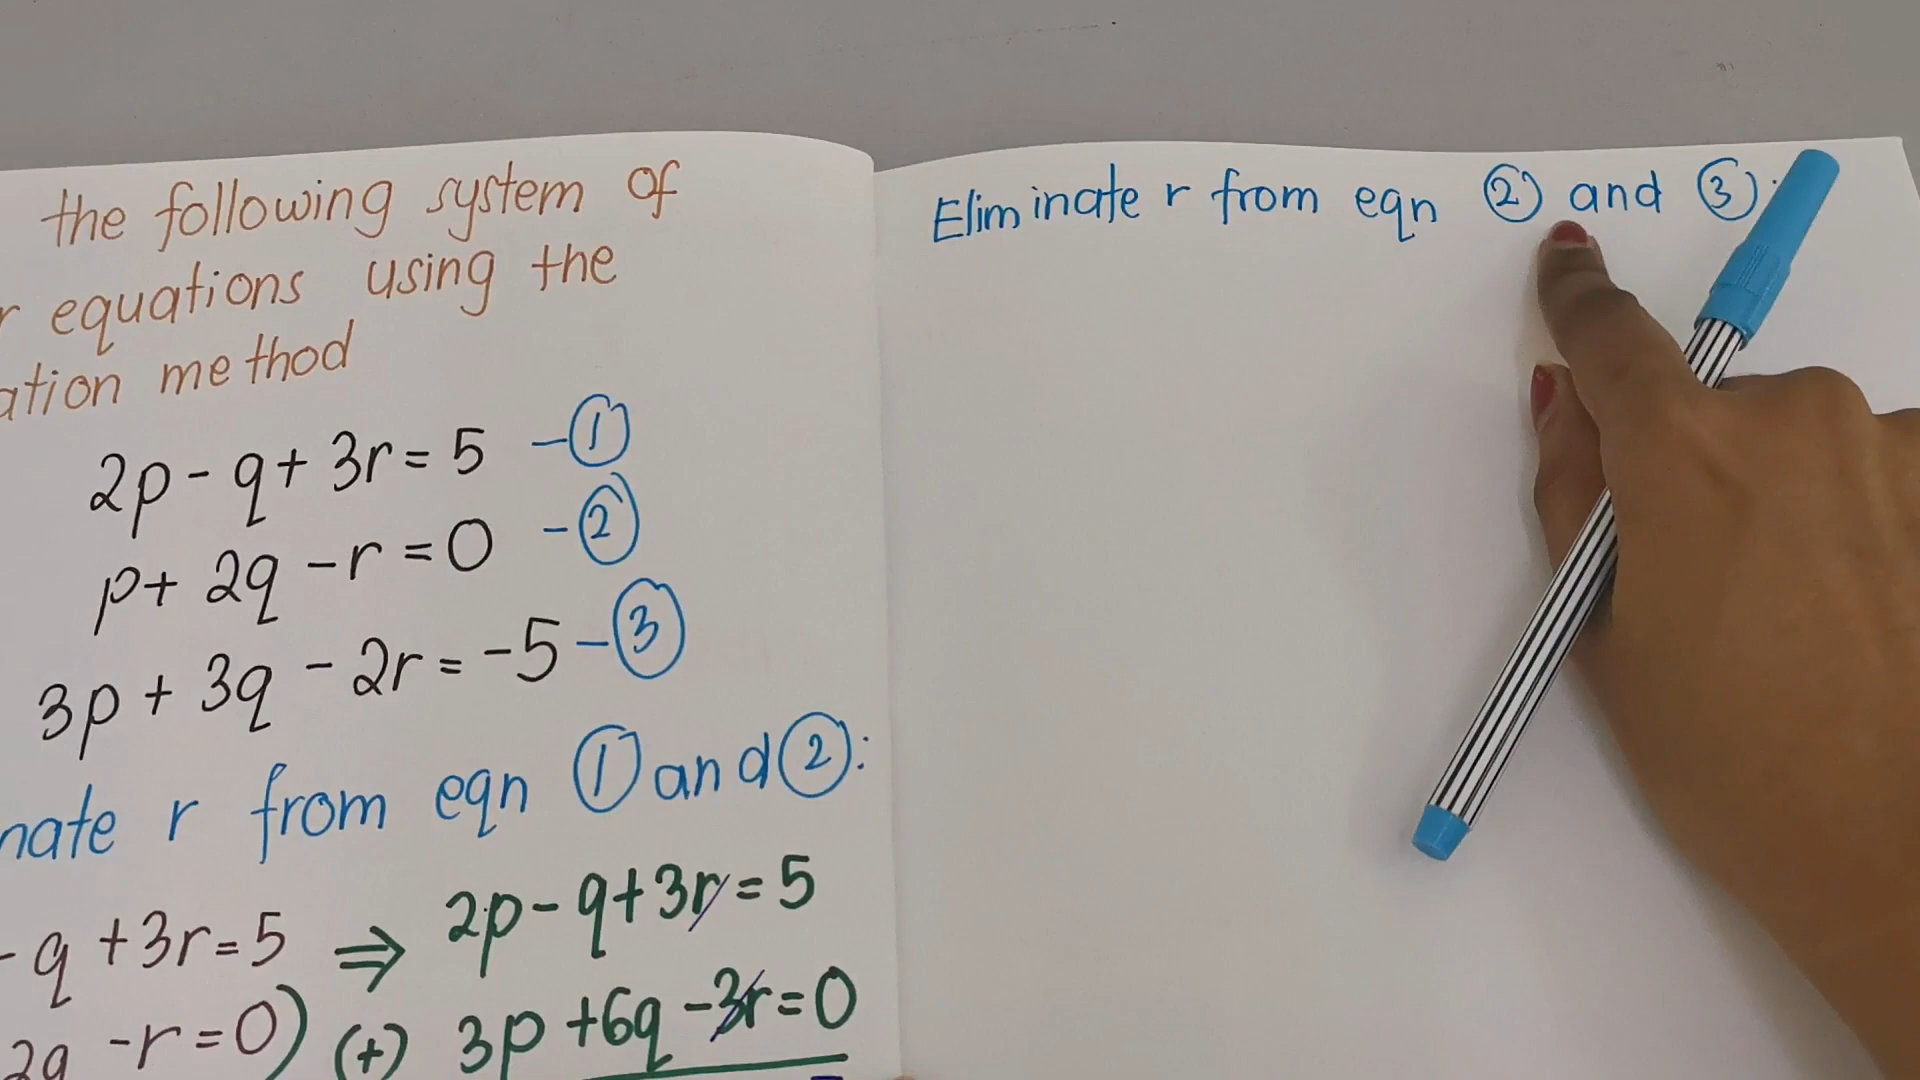 the following system of
r equations using the
ation method
2p - q + 3r = 5 - ①
p + 2q - r = 0 - ②
3p + 3q - 2r = -5 - ③
nate r from eqn ① and ②:
- q + 3r = 5 ⇒ 2p - q + 3r = 5
2q - r = 0) (+) 3p + 6q - 3r = 0
Eliminate r from eqn ② and ③: